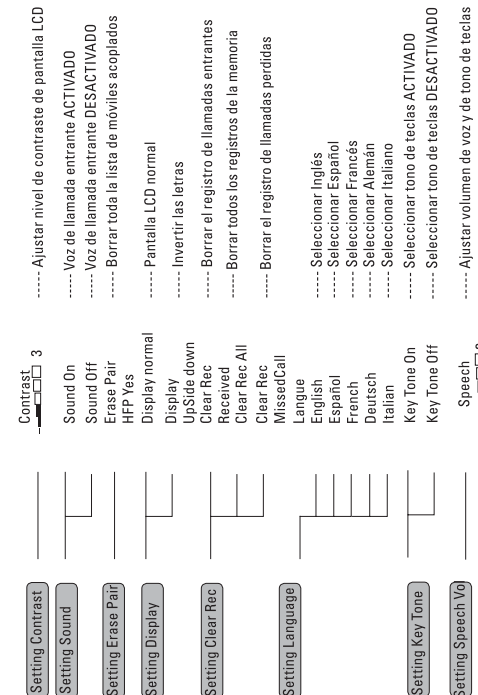 Setting Contrast
Contrast
3
----- Ajustar nivel de contraste de pantalla LCD
Setting Sound
Sound On
----- Voz de llamada entrante ACTIVADO
Sound Off
----- Voz de llamada entrante DESACTIVADO
Setting Erase Pair
Erase Pair
HFP Yes
----- Borrar toda la lista de móviles acoplados
Setting Display
Display normal
----- Pantalla LCD normal
Display
UpSide down
----- Invertir las letras
Setting Clear Rec
Clear Rec
Received
----- Borrar el registro de llamadas entrantes
Clear Rec All
----- Borrar todos los registros de la memoria
Clear Rec
MissedCall
----- Borrar el registro de llamadas perdidas
Setting Language
Langue
English
----- Seleccionar Inglés
Español
----- Seleccionar Español
French
----- Seleccionar Francés
Deutsch
----- Seleccionar Alemán
Italian
----- Seleccionar Italiano
Setting Key Tone
Key Tone On
----- Seleccionar tono de teclas ACTIVADO
Key Tone Off
----- Seleccionar tono de teclas DESACTIVADO
Setting Speech Vol
Speech
----- Ajustar volumen de voz y de tono de teclas